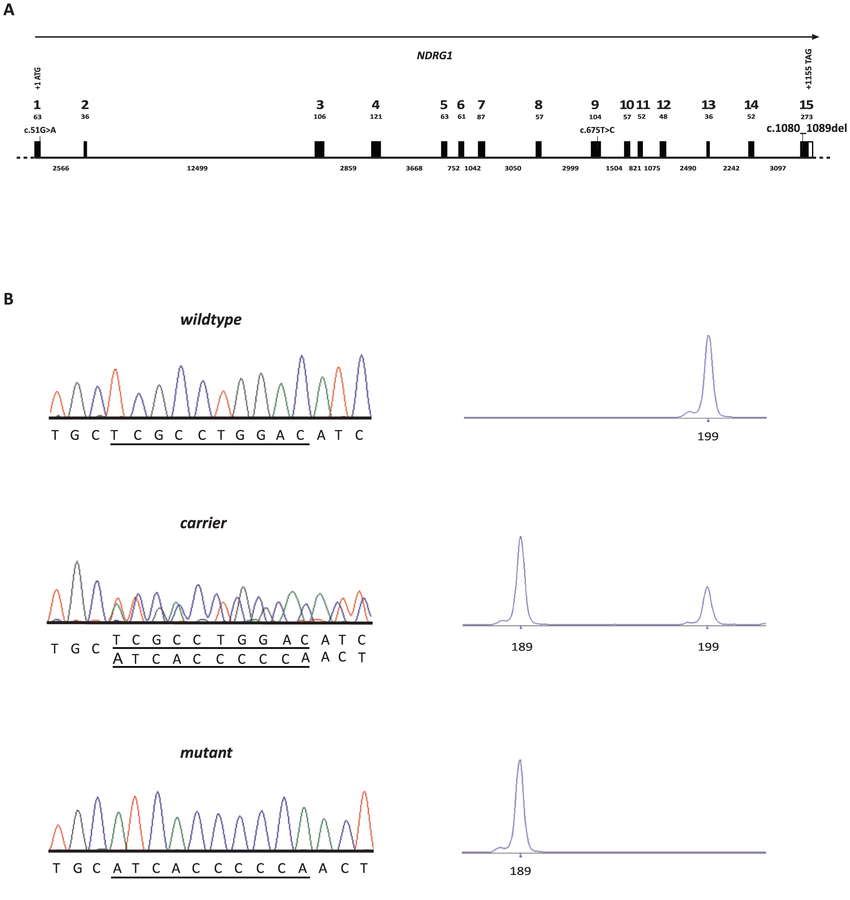 A
NDRG1
+1 ATG
+1155 TAG
1 2 3 4 5 6 7 8 9 10 11 12 13 14 15
63 36 106 121 63 61 87 57 104 57 52 48 36 52 273
c.51G>A c.675T>C c.1080_1089del
2566 12499 2859 3668 752 1042 3050 2999 1504 821 1075 2490 2242 3097
B
wildtype
T G C T C G C C T G G A C A T C
199
carrier
T C G C C T G G A C A T C
T G C
A T C A C C C C C A A C T
189 199
mutant
T G C A T C A C C C C C A A C T
189